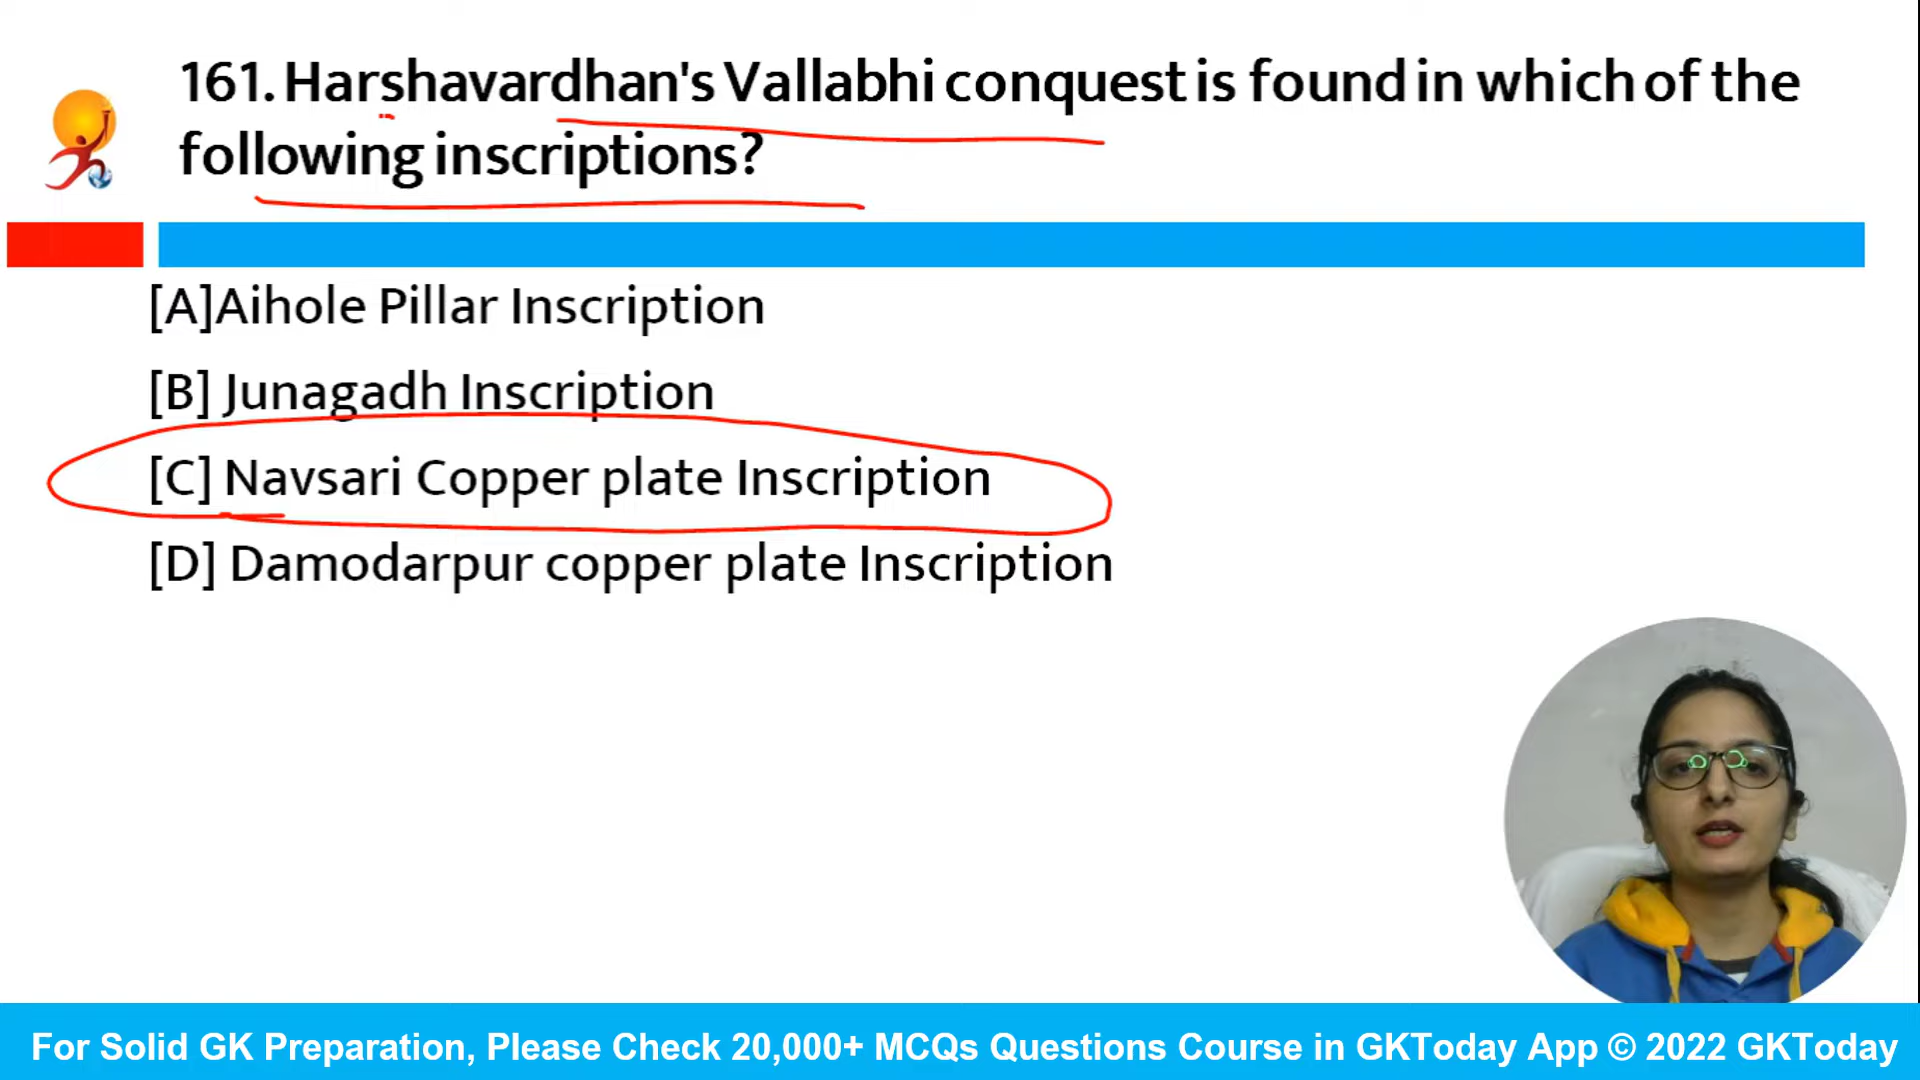 161. Harshavardhan's Vallabhi conquest is found in which of the
following inscriptions?
[A]Aihole Pillar Inscription
[B] Junagadh Inscription
[C] Navsari Copper plate Inscription
[D] Damodarpur copper plate Inscription
For Solid GK Preparation, Please Check 20,000+ MCQs Questions Course in GKToday App © 2022 GKToday